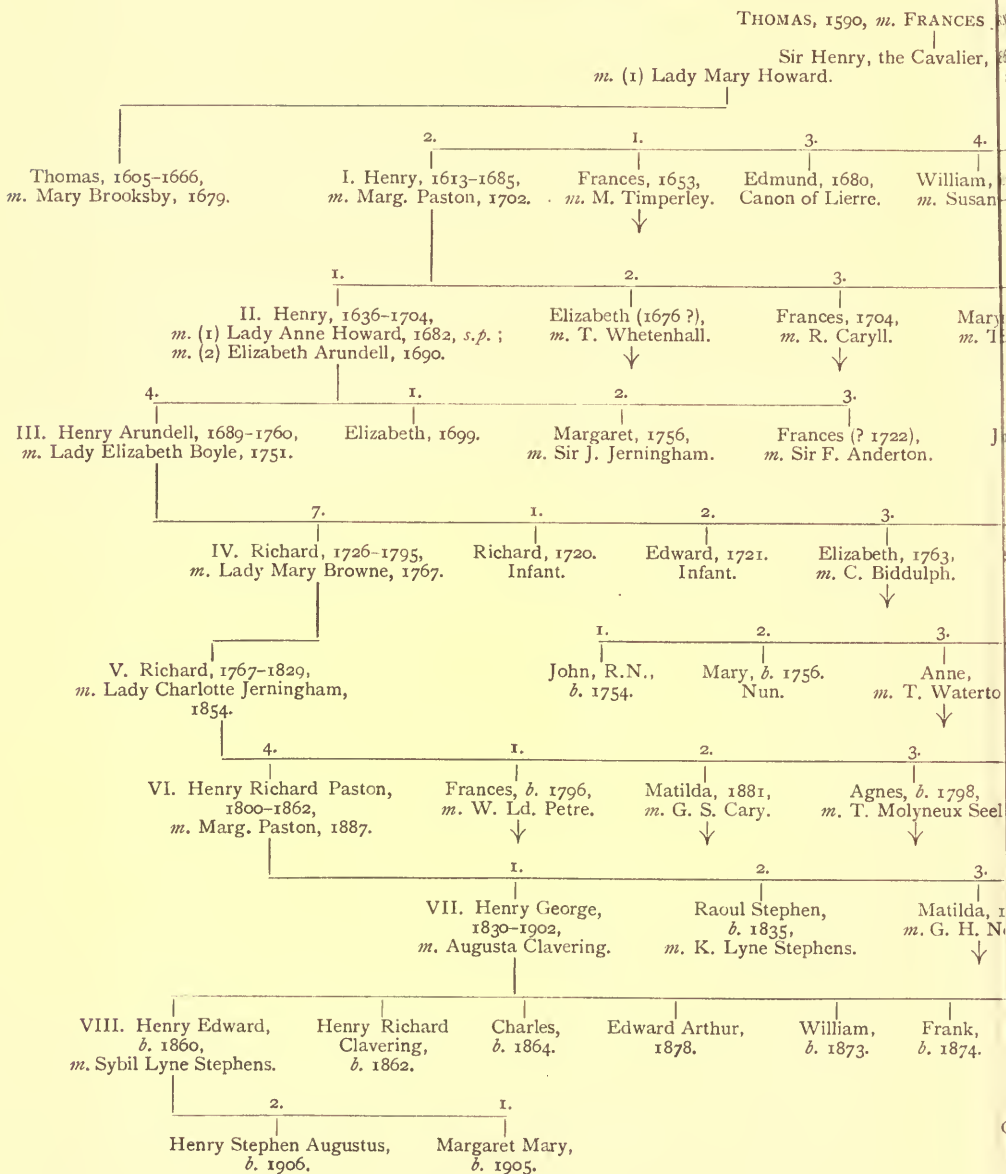 THOMAS, 1590, m. FRANCES
Sir Henry, the Cavalier,
m. (1) Lady Mary Howard.
2. 1. 3. 4.
Thomas, 1605-1666, I. Henry, 1613-1685, Frances, 1653, Edmund, 1680, William,
m. Mary Brooksby, 1679. m. Marg. Paston, 1702. m. M. Timperley. Canon of Lierre. m. Susan
1. 2. 3.
II. Henry, 1636-1704, Elizabeth (1676 ?), Frances, 1704, Mary
m. (1) Lady Anne Howard, 1682, s.p. ; m. T. Whetenhall. m. R. Caryll. m. T
m. (2) Elizabeth Arundell, 1690.
4. 1. 2. 3.
III. Henry Arundell, 1689-1760, Elizabeth, 1699. Margaret, 1756, Frances (? 1722), J
m. Lady Elizabeth Boyle, 1751. m. Sir J. Jerningham. m. Sir F. Anderton.
7. 1. 2. 3.
IV. Richard, 1726-1795, Richard, 1720. Edward, 1721. Elizabeth, 1763,
m. Lady Mary Browne, 1767. Infant. Infant. m. C. Biddulph.
1. 2. 3.
V. Richard, 1767-1829, John, R.N., Mary, b. 1756. Anne,
m. Lady Charlotte Jerningham, b. 1754. Nun. m. T. Waterto
1854.
4. 1. 2. 3.
VI. Henry Richard Paston, Frances, b. 1796, Matilda, 1881, Agnes, b. 1798,
1800-1862, m. W. Ld. Petre. m. G. S. Cary. m. T. Molyneux Seel
m. Marg. Paston, 1887.
1. 2. 3.
VII. Henry George, Raoul Stephen, Matilda, 1
1830-1902, b. 1835, m. G. H. N
m. Augusta Clavering. m. K. Lyne Stephens.
VIII. Henry Edward, Henry Richard Charles, Edward Arthur, William, Frank,
b. 1860, Clavering, b. 1864. 1878. b. 1873. b. 1874.
m. Sybil Lyne Stephens. b. 1862.
2. 1.
Henry Stephen Augustus, Margaret Mary,
b. 1906. b. 1905.